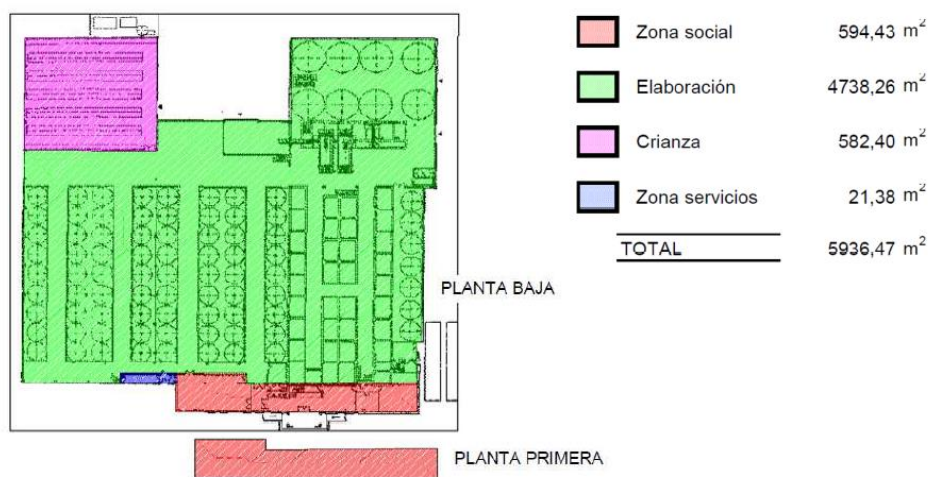 Zona social 594,43 m²
Elaboración 4738,26 m²
Crianza 582,40 m²
Zona servicios 21,38 m²
TOTAL 5936,47 m²
PLANTA BAJA
PLANTA PRIMERA